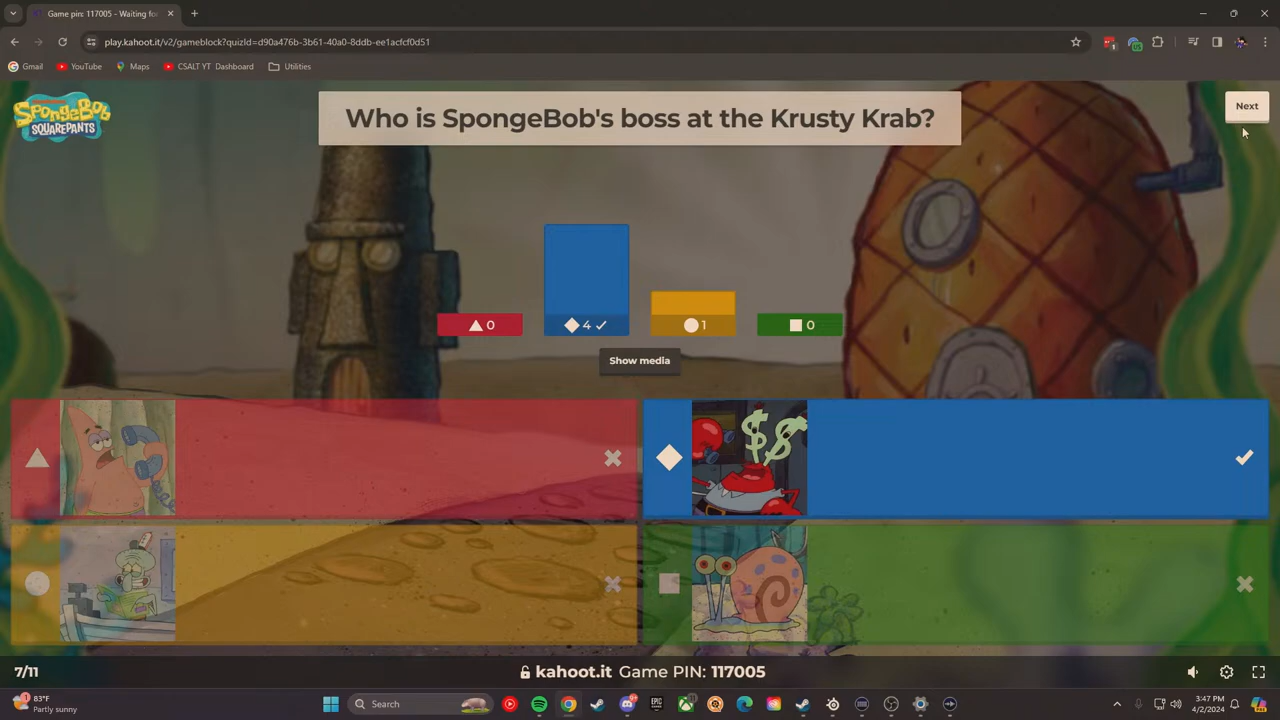 Game pin: 117005 - Waiting fo
play.kahoot.it/v2/gameblock?quizId=d90a476b-3b61-40a0-8ddb-ee1acfcf0d51
Gmail
YouTube
Maps
CSALT YT Dashboard
Utilities
SPONGEBOB
SQUAREPANTS
Who is SpongeBob's boss at the Krusty Krab?
Next
0
4
1
0
Show media
7/11
kahoot.it Game PIN: 117005
83°F
Partly sunny
Search
3:47 PM
4/2/2024